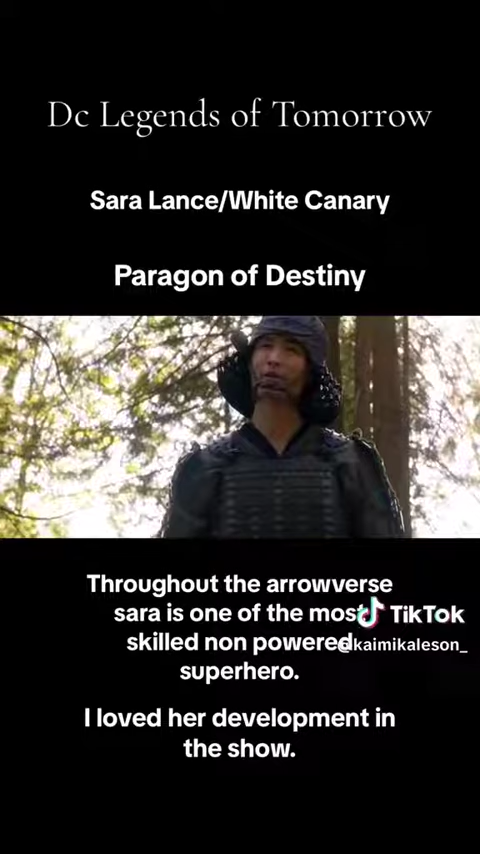 Dc Legends of Tomorrow
Sara Lance/White Canary
Paragon of Destiny
Throughout the arrowverse
sara is one of the most
TikTok
skilled non powered
@kaimikaleson_
superhero.
I loved her development in
the show.